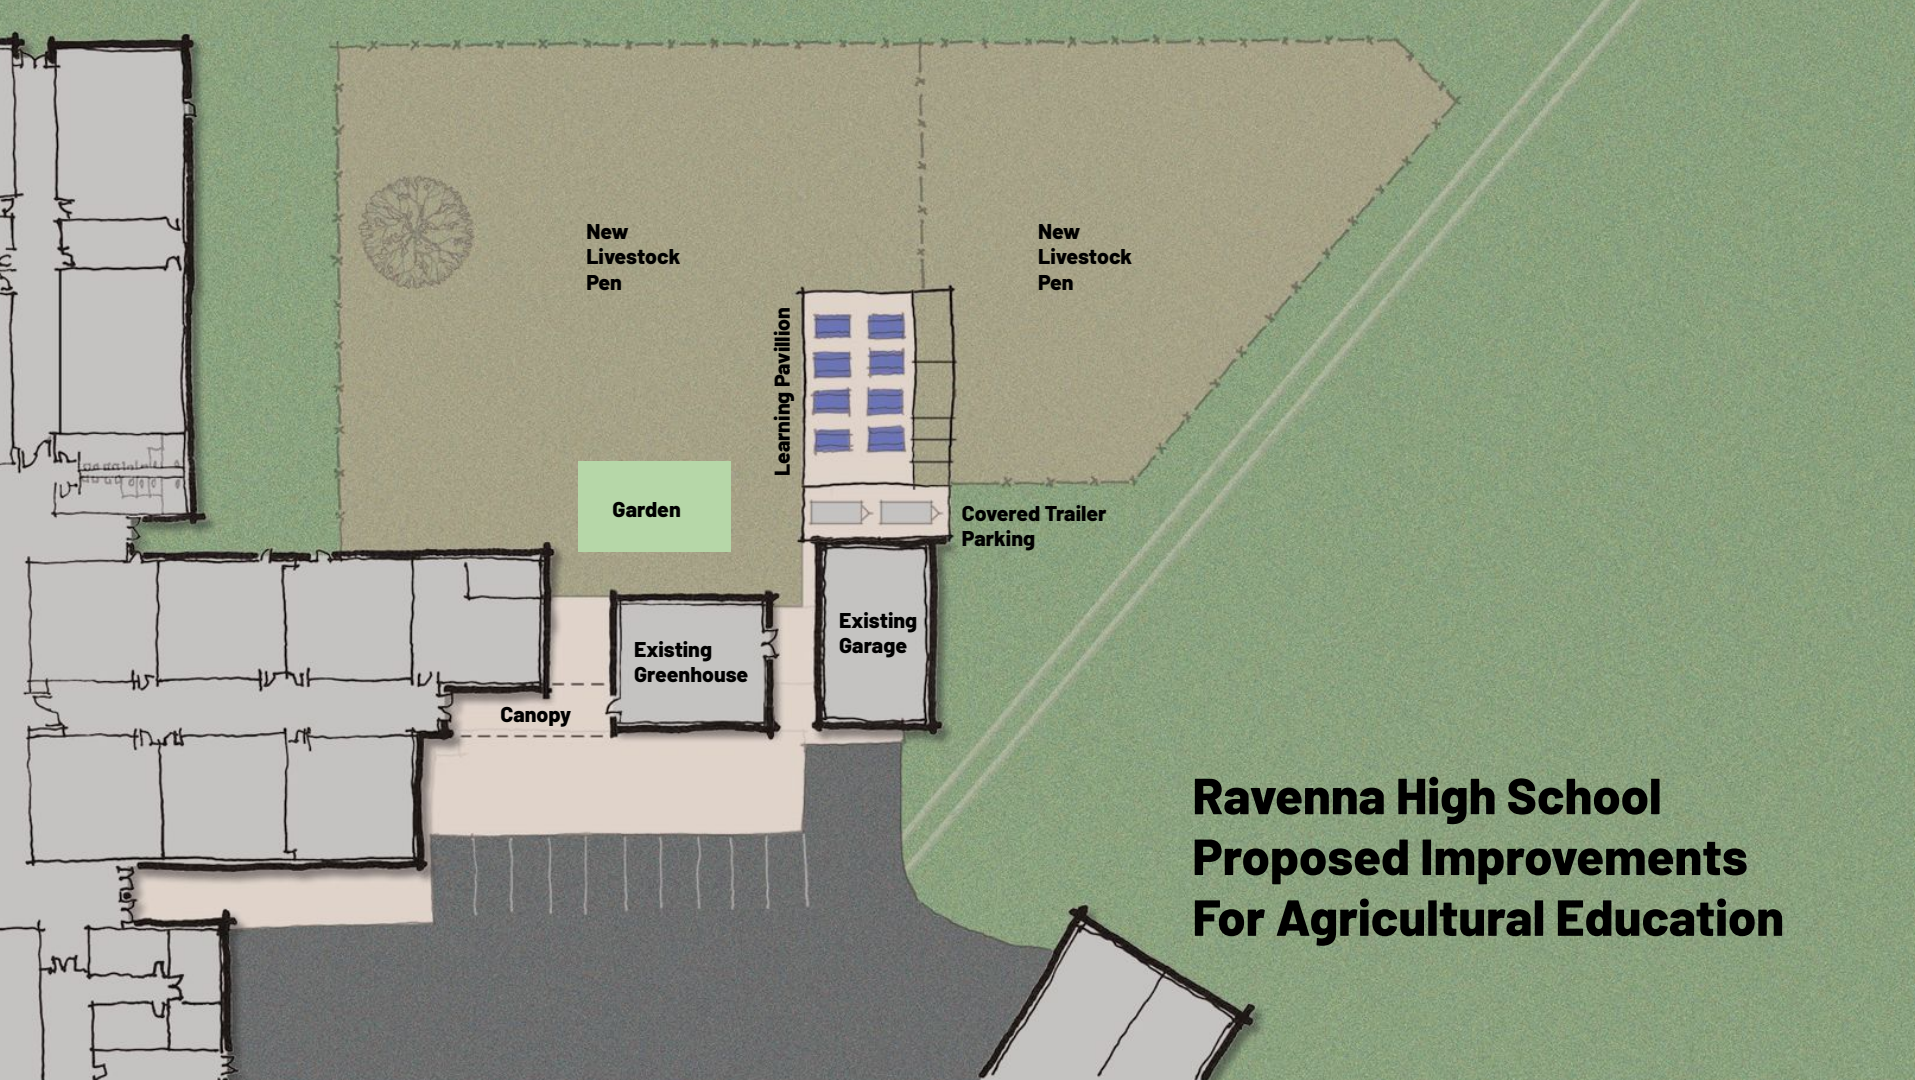 New
Livestock
Pen
New
Livestock
Pen
Learning Pavillion
Garden
Covered Trailer
Parking
Existing
Garage
Existing
Greenhouse
Canopy
Ravenna High School
Proposed Improvements
For Agricultural Education